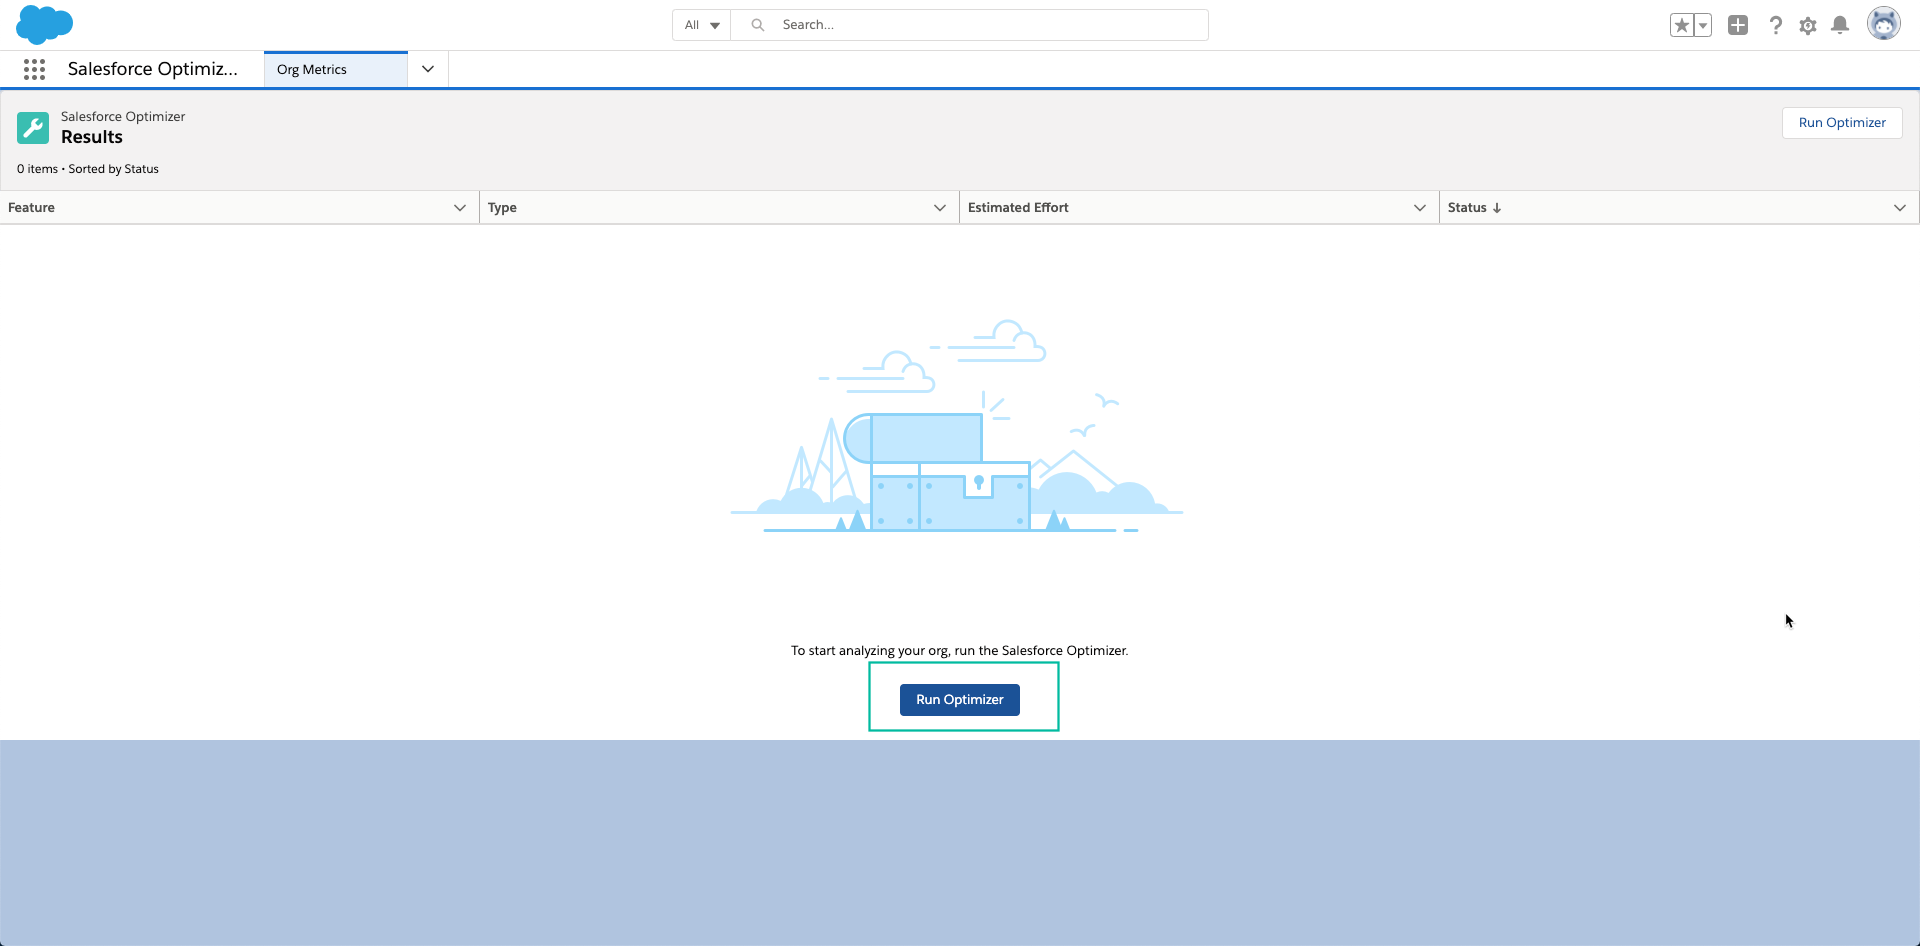 All
Search...
Salesforce Optimiz...
Org Metrics
Salesforce Optimizer
Results
0 items • Sorted by Status
Run Optimizer
Feature
Type
Estimated Effort
Status
To start analyzing your org, run the Salesforce Optimizer.
Run Optimizer